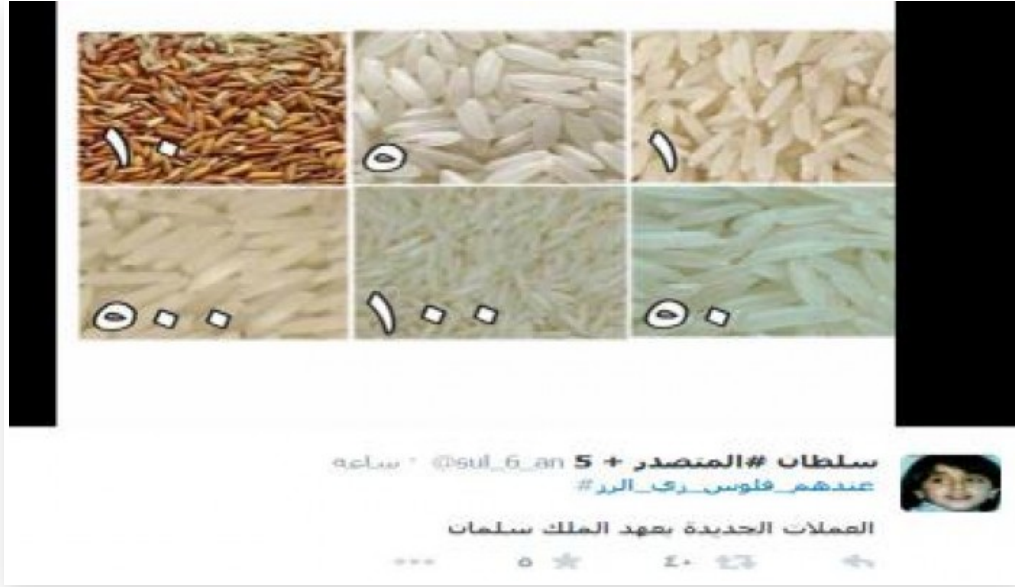 ١ ٥ ١٠
٥٠ ١٠٠ ٥٠٠
سلطان #المتصدر + 5 @sul_6_an · ساعة
#عندهم_فلوس_زي_الرز
العملات الجديدة بعهد الملك سلمان
٤٠ ٥